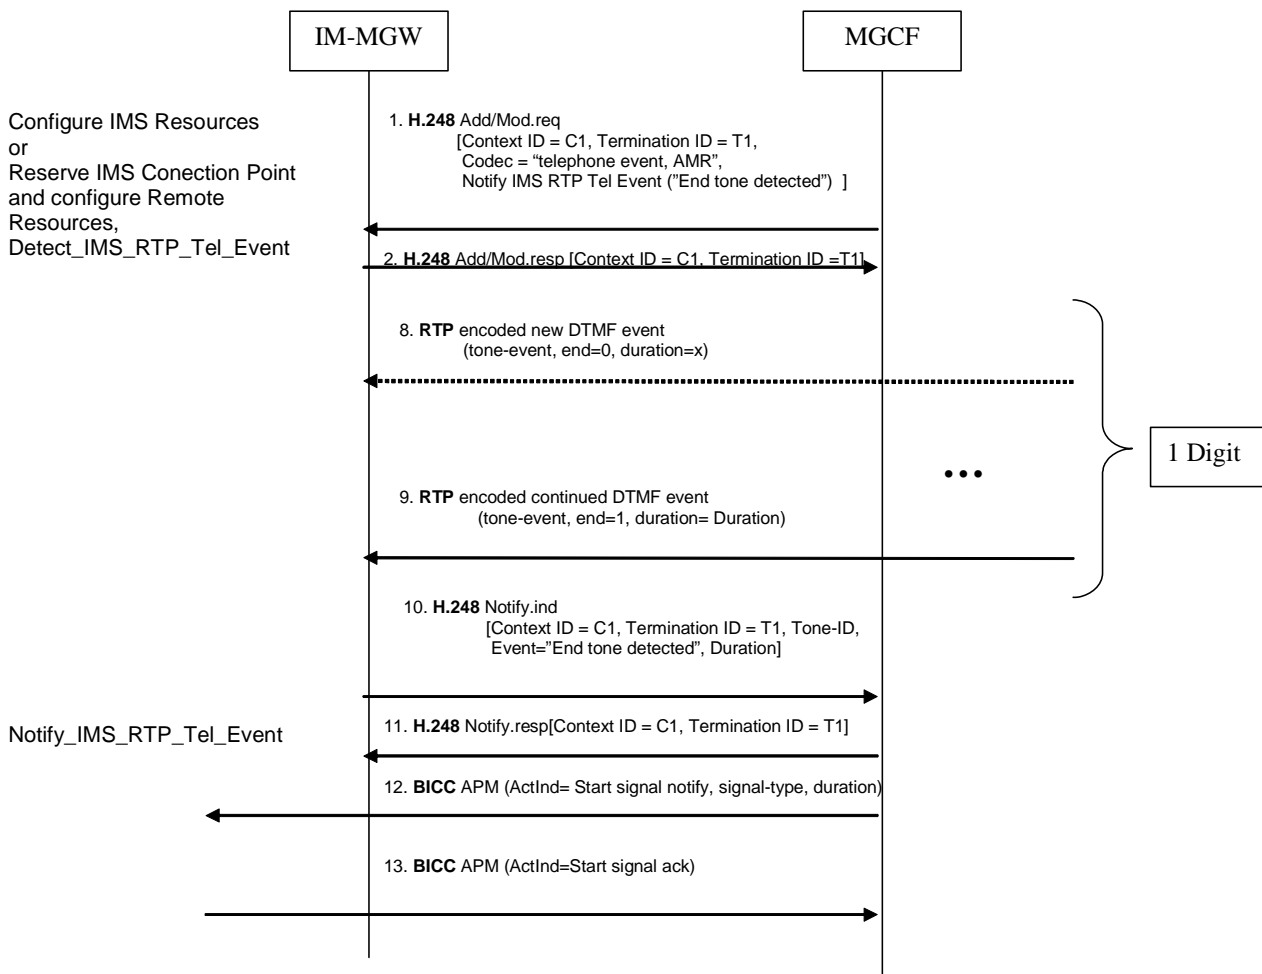 IM-MGW
MGCF
Configure IMS Resources
or
Reserve IMS Conection Point
and configure Remote
Resources,
Detect_IMS_RTP_Tel_Event
1. H.248 Add/Mod.req
[Context ID = C1, Termination ID = T1,
Codec = “telephone event, AMR”,
Notify IMS RTP Tel Event (”End tone detected”) ]
2. H.248 Add/Mod.resp [Context ID = C1, Termination ID =T1]
8. RTP encoded new DTMF event
(tone-event, end=0, duration=x)
1 Digit
...
9. RTP encoded continued DTMF event
(tone-event, end=1, duration= Duration)
10. H.248 Notify.ind
[Context ID = C1, Termination ID = T1, Tone-ID,
Event=”End tone detected”, Duration]
Notify_IMS_RTP_Tel_Event
11. H.248 Notify.resp[Context ID = C1, Termination ID = T1]
12. BICC APM (ActInd= Start signal notify, signal-type, duration)
13. BICC APM (ActInd=Start signal ack)